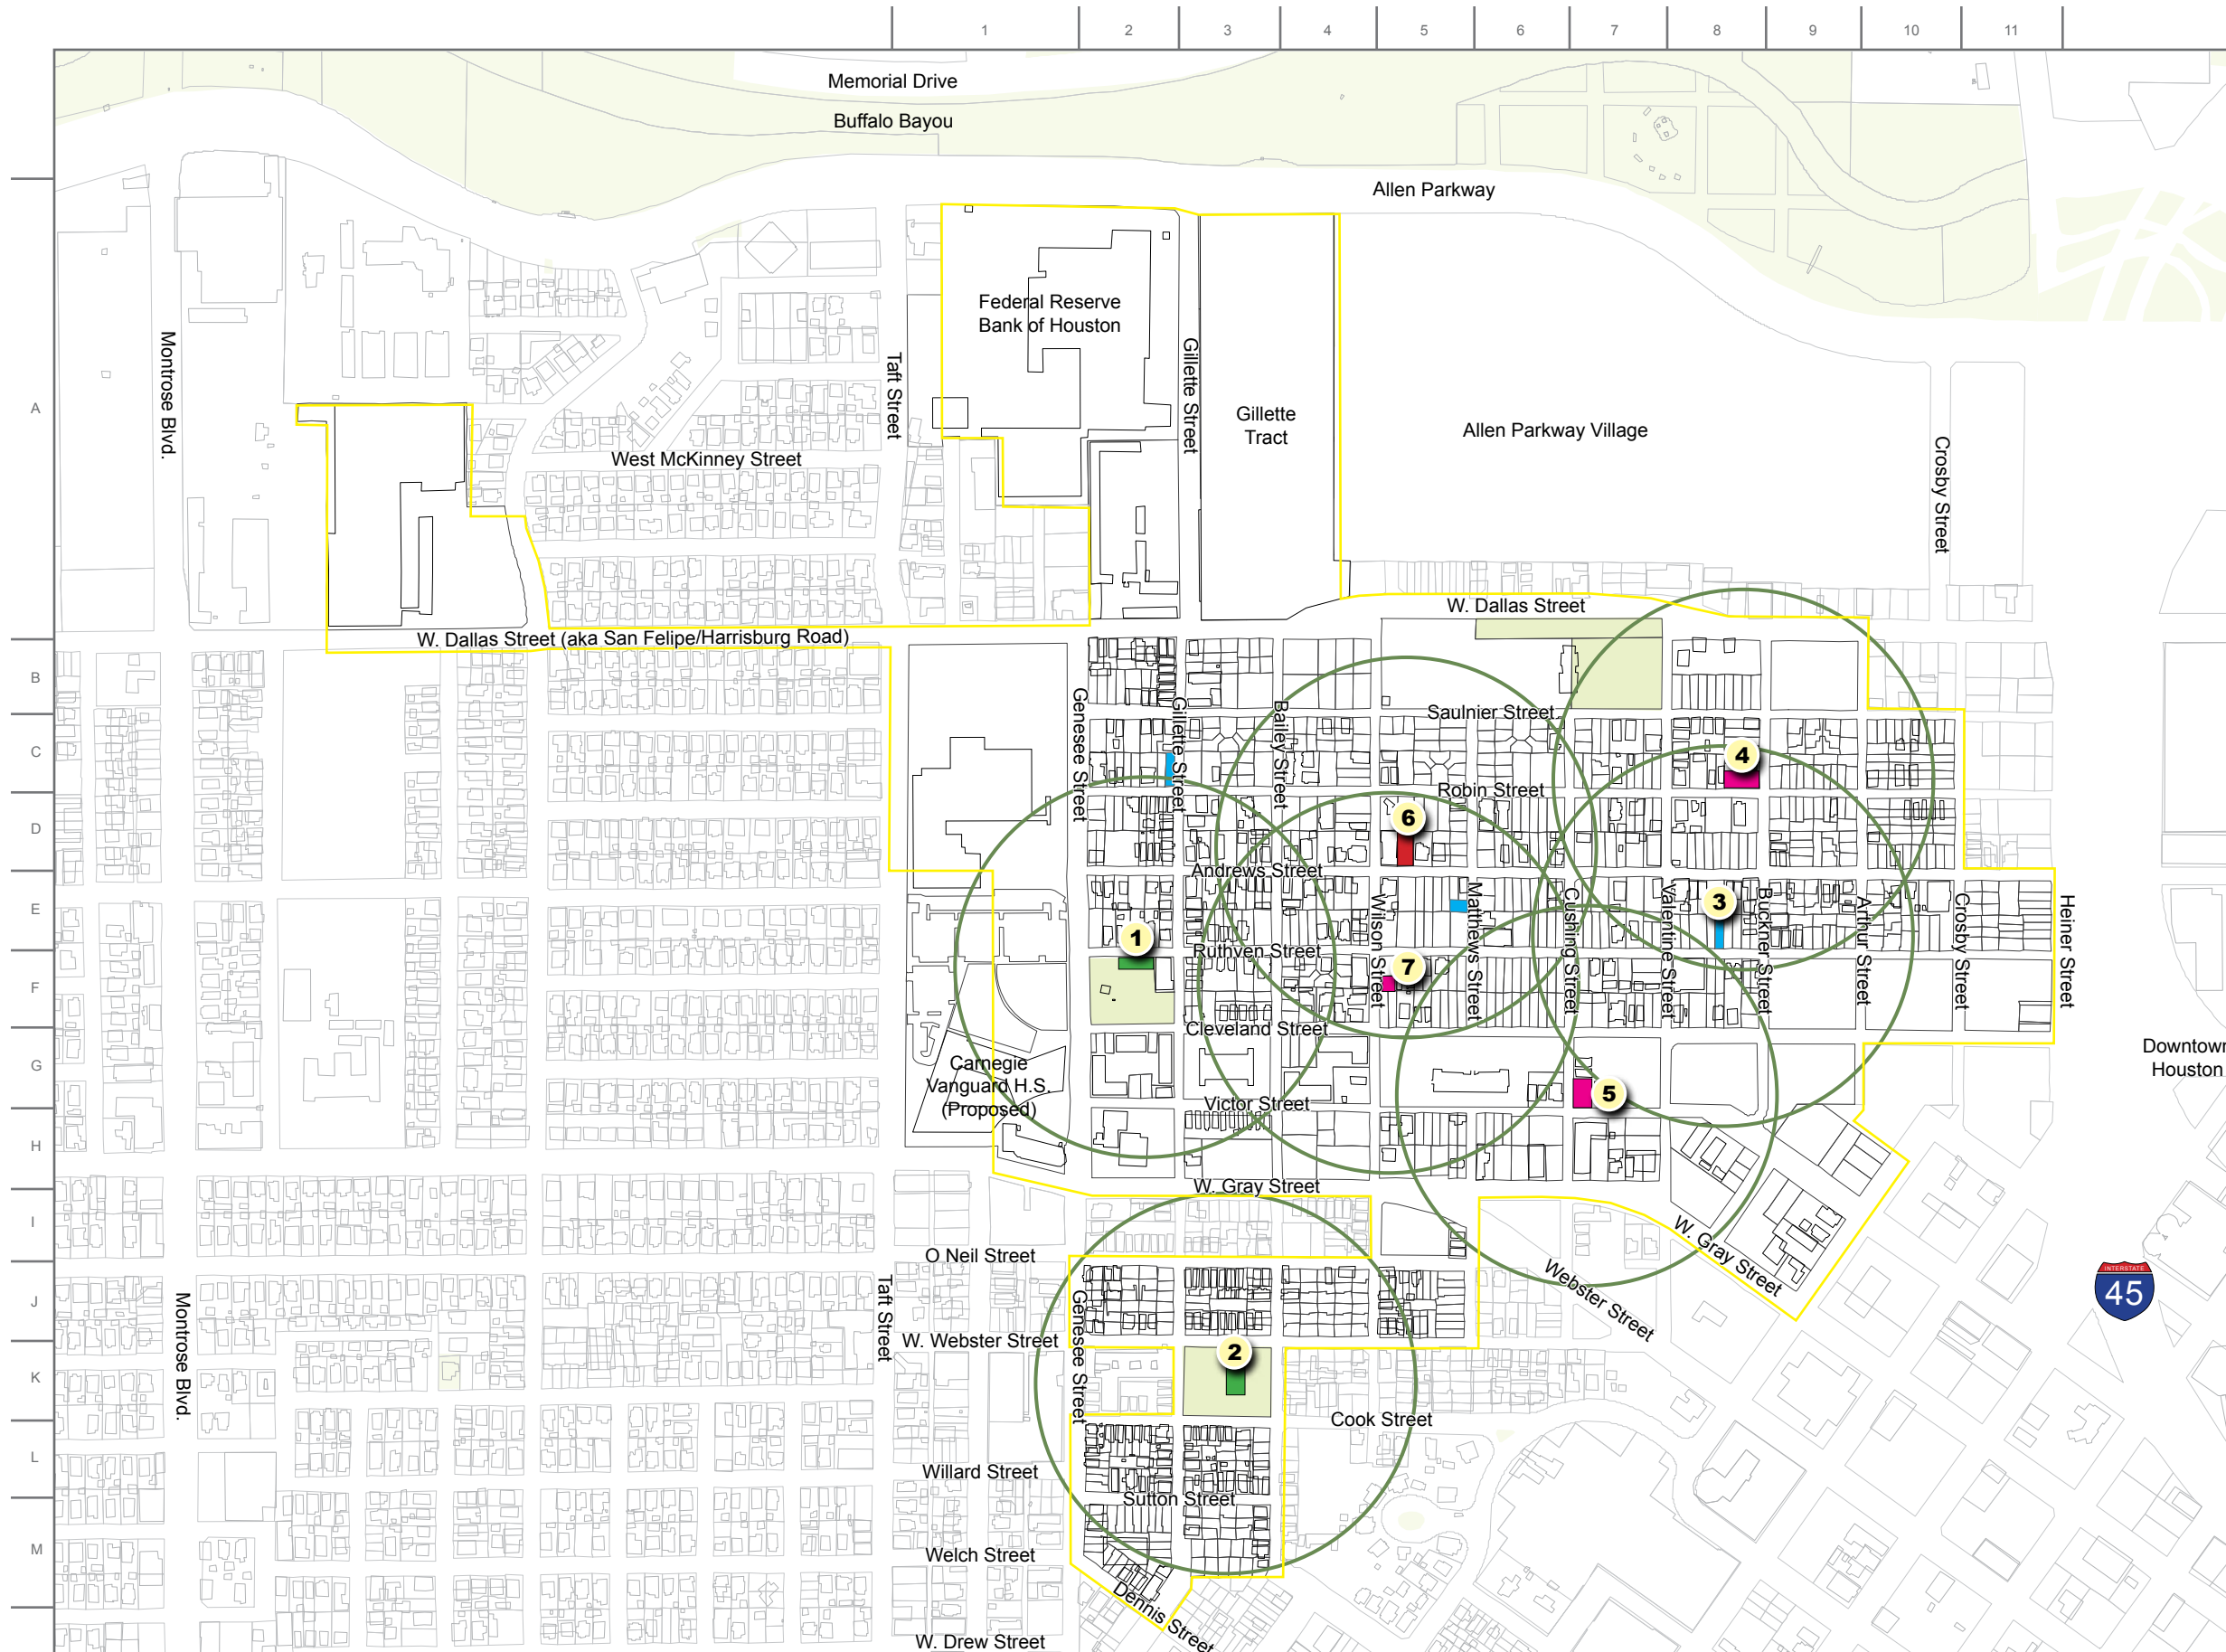 1 2 3 4 5 6 7 8 9 10 11
Memorial Drive
Buffalo Bayou
Allen Parkway
Federal Reserve
Bank of Houston
Montrose Blvd.
Taft Street
Gillette Street
Gillette
Tract
A
Allen Parkway Village
Crosby Street
West McKinney Street
W. Dallas Street
W. Dallas Street (aka San Felipe/Harrisburg Road)
B
Genesee Street
Gillette Street
Bailey Street
Saulnier Street
C
4
Robin Street
D
6
Andrews Street
E
Wilson Street
Matthews Street
Cushing Street
Valentine Street
3
Buckner Street
Arthur Street
Crosby Street
Heiner Street
1
Ruthven Street
7
F
Cleveland Street
G
Carnegie
Vanguard H.S.
(Proposed)
Downtown
Houston
5
Victor Street
H
W. Gray Street
I
W. Gray Street
O Neil Street
Webster Street
J
INTERSTATE
45
Montrose Blvd.
Taft Street
Genesee Street
W. Webster Street
2
K
Cook Street
L
Willard Street
Sutton Street
M
Welch Street
Dennis Street
W. Drew Street